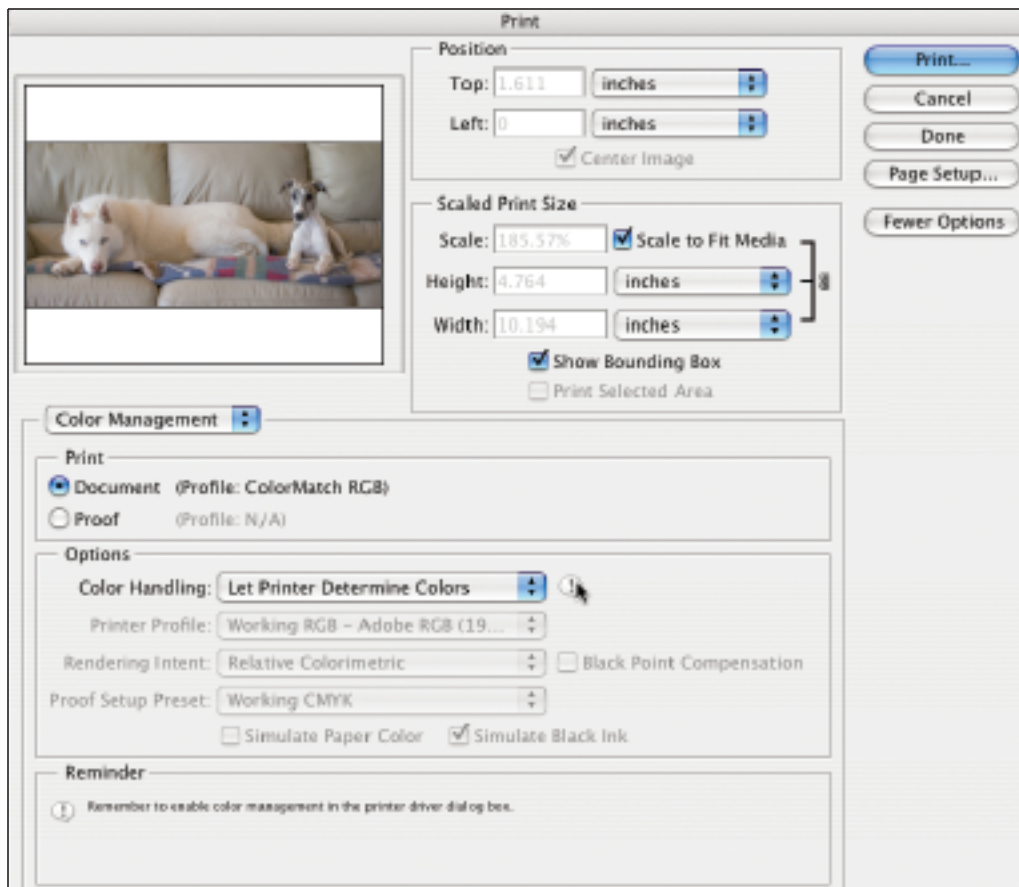 Print
Position
Top: 1.611 inches
Left: 0 inches
Center Image
Print...
Cancel
Done
Page Setup...
Fewer Options
Scaled Print Size
Scale: 185.57% Scale to Fit Media
Height: 4.764 inches
Width: 10.194 inches
Show Bounding Box
Print Selected Area
Color Management
Print
Document (Profile: ColorMatch RGB)
Proof (Profile: N/A)
Options
Color Handling: Let Printer Determine Colors
Printer Profile: Working RGB - Adobe RGB (19...
Rendering Intent: Relative Colorimetric Black Point Compensation
Proof Setup Preset: Working CMYK
Simulate Paper Color Simulate Black Ink
Reminder
Remember to enable color management in the printer driver dialog box.